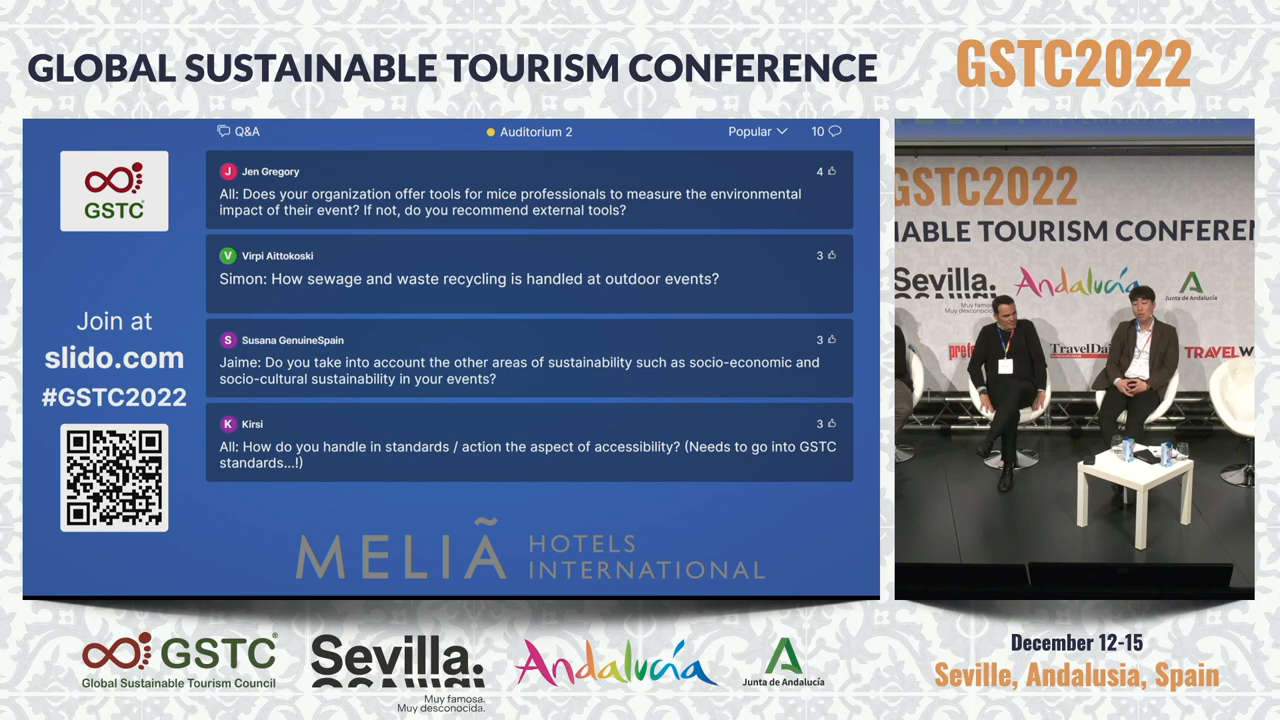 GLOBAL SUSTAINABLE TOURISM CONFERENCE
GSTC2022
Q&A
Auditorium 2
Popular
10
GSTC
Join at
slido.com
#GSTC2022
J Jen Gregory
4
All: Does your organization offer tools for mice professionals to measure the environmental
impact of their event? If not, do you recommend external tools?
V Virpi Aittokoski
3
Simon: How sewage and waste recycling is handled at outdoor events?
S Susana GenuineSpain
3
Jaime: Do you take into account the other areas of sustainability such as socio-economic and
socio-cultural sustainability in your events?
K Kirsi
3
All: How do you handle in standards / action the aspect of accessibility? (Needs to go into GSTC
standards...!)
MELIÃ HOTELS
INTERNATIONAL
GSTC2022
ABLE TOURISM CONFEREN
Sevilla.
Muy famosa.
Muy desconocida.
Andalucía
Junta de Andalucía
TravelDa
TRAVELW
GSTC®
Global Sustainable Tourism Council
Sevilla.
Muy famosa.
Muy desconocida.
Andalucía
Junta de Andalucía
December 12-15
Seville, Andalusia, Spain